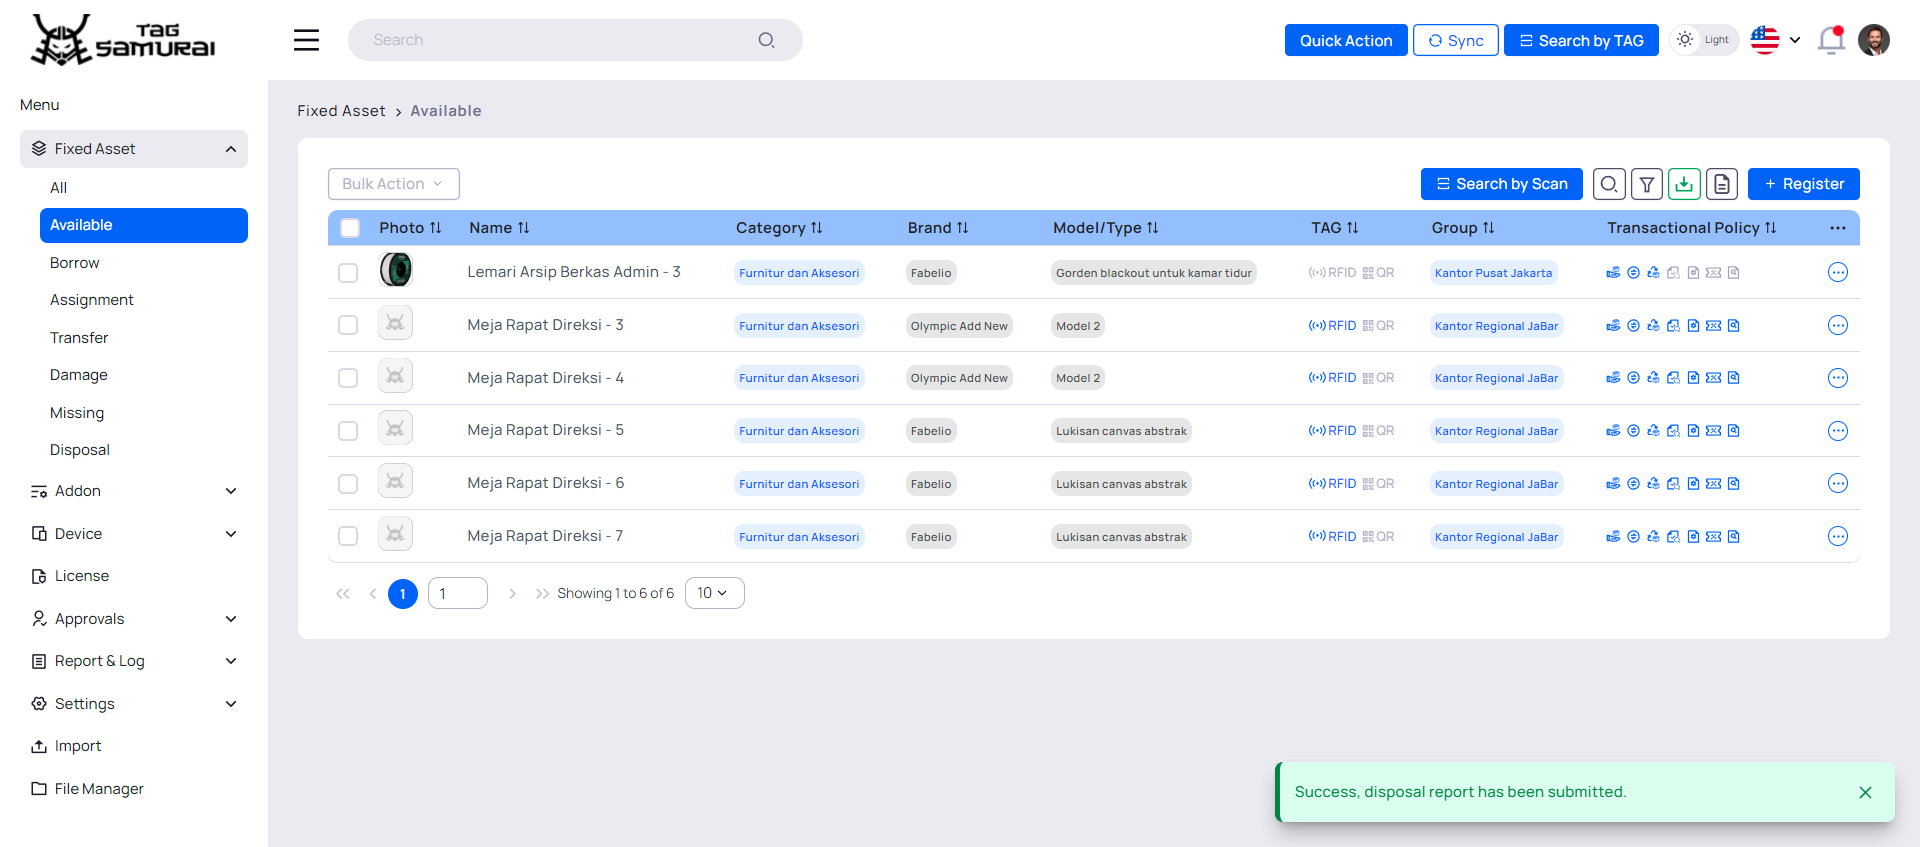 TAG
SAMURAI
Search
Quick Action
Sync
Search by TAG
Light
Menu
Fixed Asset
All
Available
Borrow
Assignment
Transfer
Damage
Missing
Disposal
Addon
Device
License
Approvals
Report & Log
Settings
Import
File Manager
Fixed Asset > Available
Bulk Action
Search by Scan
+ Register
Photo Name Category Brand Model/Type TAG Group Transactional Policy
Lemari Arsip Berkas Admin - 3 Furnitur dan Aksesori Fabelio Gorden blackout untuk kamar tidur RFID QR Kantor Pusat Jakarta
Meja Rapat Direksi - 3 Furnitur dan Aksesori Olympic Add New Model 2 RFID QR Kantor Regional JaBar
Meja Rapat Direksi - 4 Furnitur dan Aksesori Olympic Add New Model 2 RFID QR Kantor Regional JaBar
Meja Rapat Direksi - 5 Furnitur dan Aksesori Fabelio Lukisan canvas abstrak RFID QR Kantor Regional JaBar
Meja Rapat Direksi - 6 Furnitur dan Aksesori Fabelio Lukisan canvas abstrak RFID QR Kantor Regional JaBar
Meja Rapat Direksi - 7 Furnitur dan Aksesori Fabelio Lukisan canvas abstrak RFID QR Kantor Regional JaBar
1 1 Showing 1 to 6 of 6 10
Success, disposal report has been submitted.